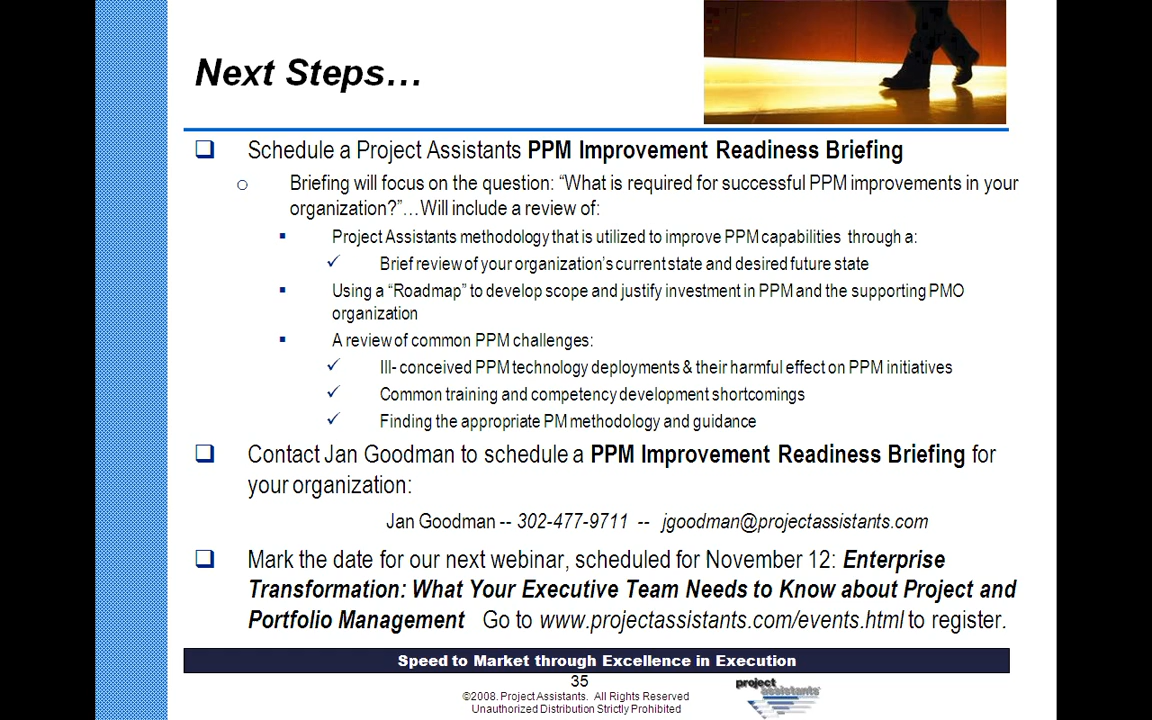 Next Steps…
Schedule a Project Assistants PPM Improvement Readiness Briefing
Briefing will focus on the question: “What is required for successful PPM improvements in your
organization?”…Will include a review of:
Project Assistants methodology that is utilized to improve PPM capabilities through a:
Brief review of your organization’s current state and desired future state
Using a “Roadmap” to develop scope and justify investment in PPM and the supporting PMO
organization
A review of common PPM challenges:
Ill- conceived PPM technology deployments & their harmful effect on PPM initiatives
Common training and competency development shortcomings
Finding the appropriate PM methodology and guidance
Contact Jan Goodman to schedule a PPM Improvement Readiness Briefing for
your organization:
Jan Goodman -- 302-477-9711 -- jgoodman@projectassistants.com
Mark the date for our next webinar, scheduled for November 12: Enterprise
Transformation: What Your Executive Team Needs to Know about Project and
Portfolio Management Go to www.projectassistants.com/events.html to register.
Speed to Market through Excellence in Execution
35
©2008. Project Assistants. All Rights Reserved
Unauthorized Distribution Strictly Prohibited
project
assistants